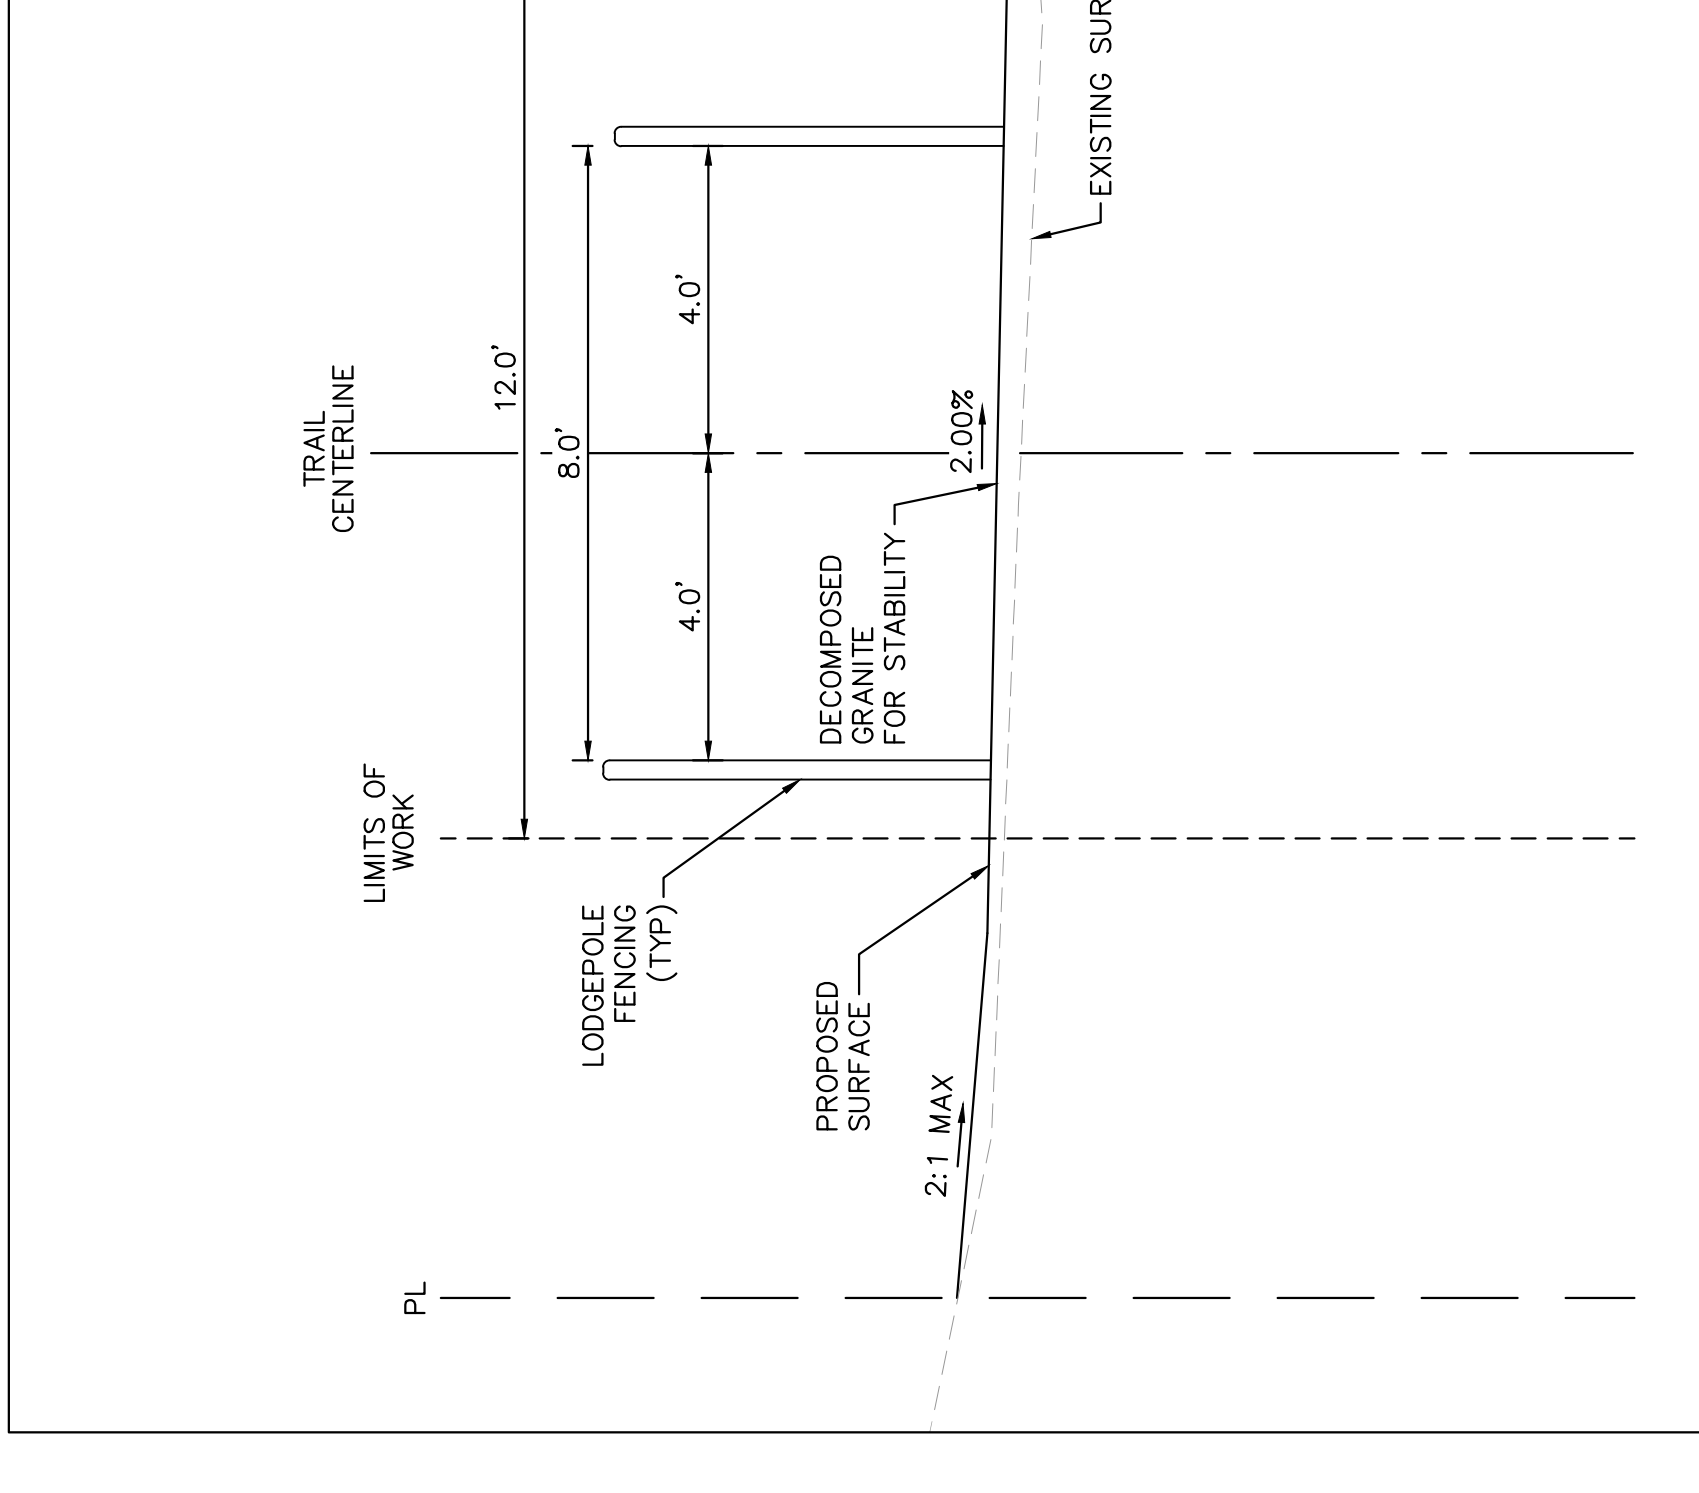 PL
LIMITS OF
WORK
TRAIL
CENTERLINE
12.0'
8.0'
4.0'
4.0'
LODGEPOLE
FENCING
(TYP)
PROPOSED
SURFACE
2:1 MAX
DECOMPOSED
GRANITE
FOR STABILITY
2.00%
EXISTING